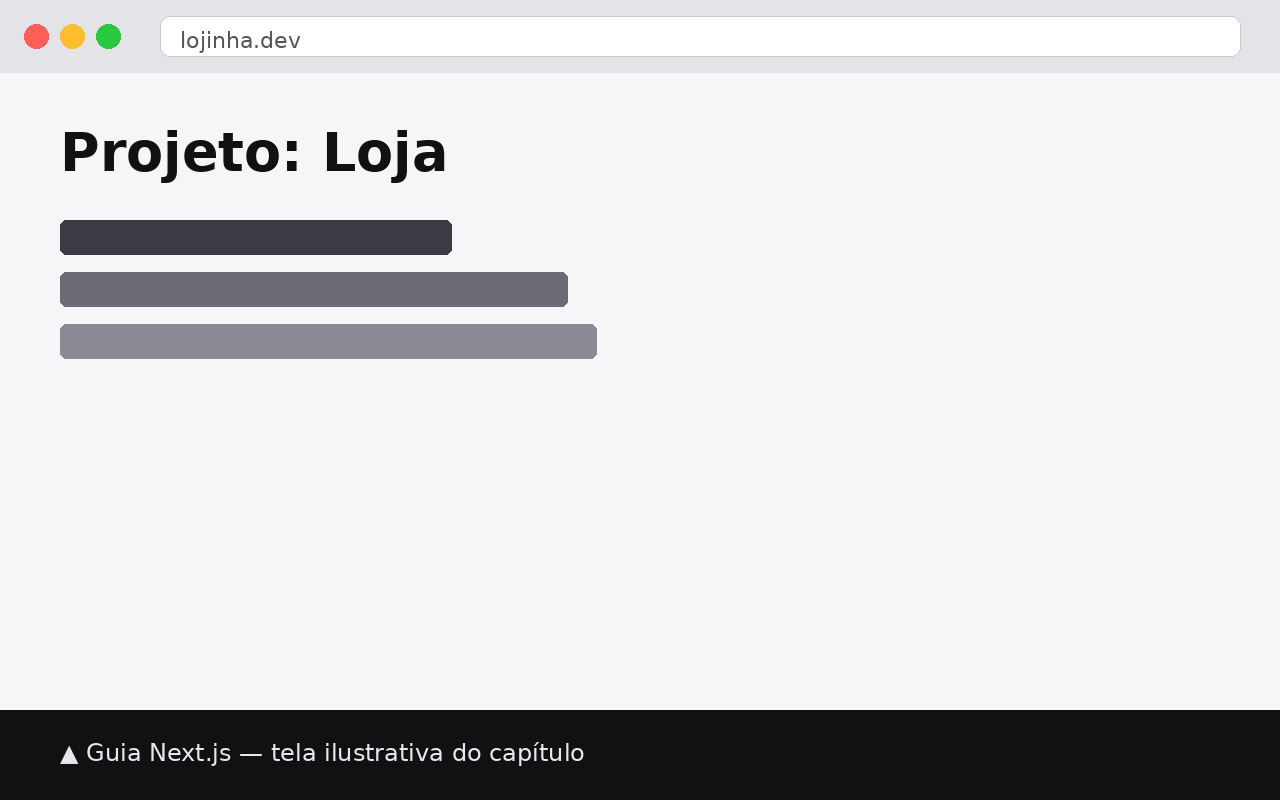 lojinha.dev
Projeto: Loja
▲ Guia Next.js — tela ilustrativa do capítulo